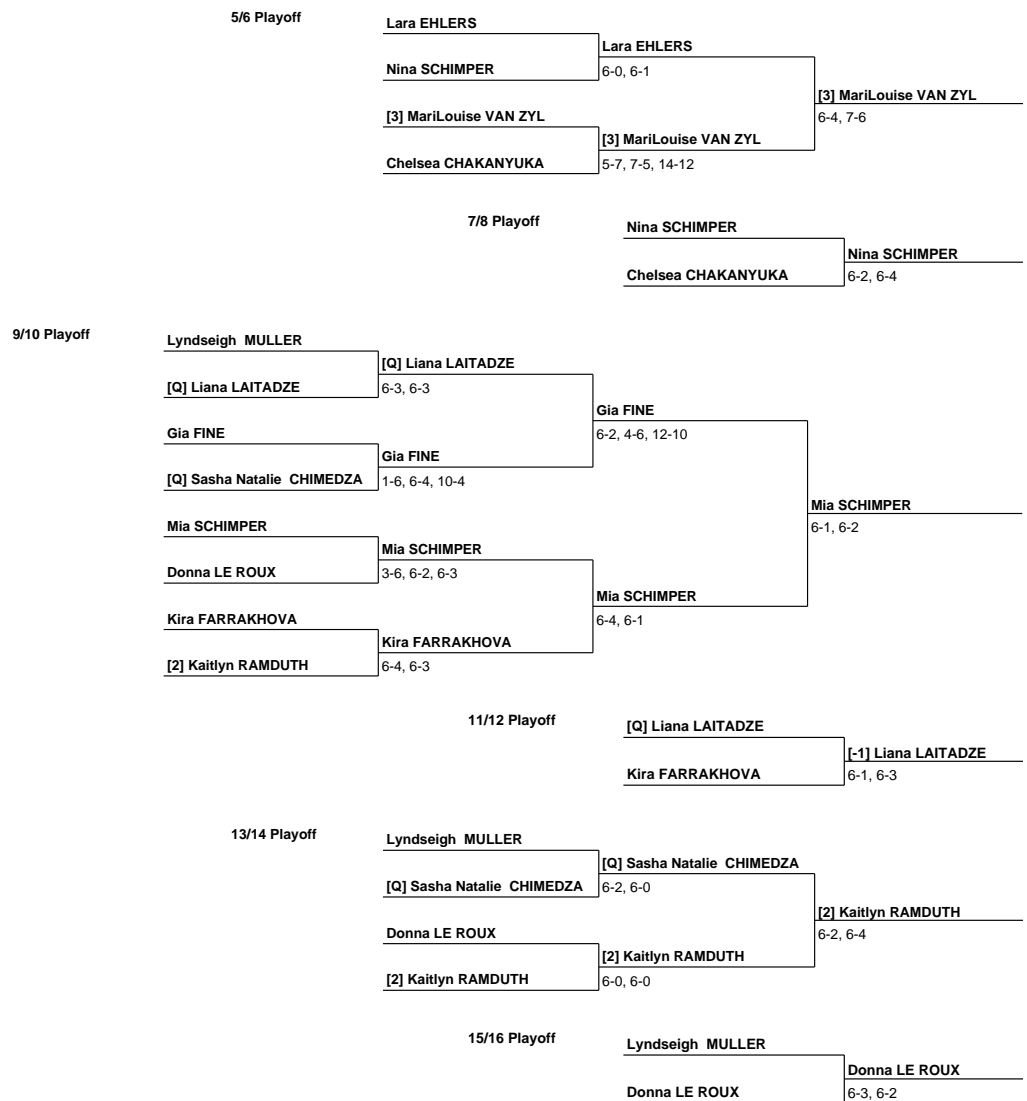 5/6 Playoff
Lara EHLERS
Lara EHLERS
Nina SCHIMPER
6-0, 6-1
[3] MariLouise VAN ZYL
6-4, 7-6
[3] MariLouise VAN ZYL
[3] MariLouise VAN ZYL
Chelsea CHAKANYUKA
5-7, 7-5, 14-12
7/8 Playoff
Nina SCHIMPER
Nina SCHIMPER
Chelsea CHAKANYUKA
6-2, 6-4
9/10 Playoff
Lyndseigh MULLER
[Q] Liana LAITADZE
[Q] Liana LAITADZE
6-3, 6-3
Gia FINE
6-2, 4-6, 12-10
Gia FINE
Gia FINE
[Q] Sasha Natalie CHIMEDZA
1-6, 6-4, 10-4
Mia SCHIMPER
6-1, 6-2
Mia SCHIMPER
Mia SCHIMPER
Donna LE ROUX
3-6, 6-2, 6-3
Mia SCHIMPER
6-4, 6-1
Kira FARRAKHOVA
Kira FARRAKHOVA
[2] Kaitlyn RAMDUTH
6-4, 6-3
11/12 Playoff
[Q] Liana LAITADZE
[-1] Liana LAITADZE
Kira FARRAKHOVA
6-1, 6-3
13/14 Playoff
Lyndseigh MULLER
[Q] Sasha Natalie CHIMEDZA
[Q] Sasha Natalie CHIMEDZA
6-2, 6-0
[2] Kaitlyn RAMDUTH
6-2, 6-4
Donna LE ROUX
[2] Kaitlyn RAMDUTH
[2] Kaitlyn RAMDUTH
6-0, 6-0
15/16 Playoff
Lyndseigh MULLER
Donna LE ROUX
Donna LE ROUX
6-3, 6-2